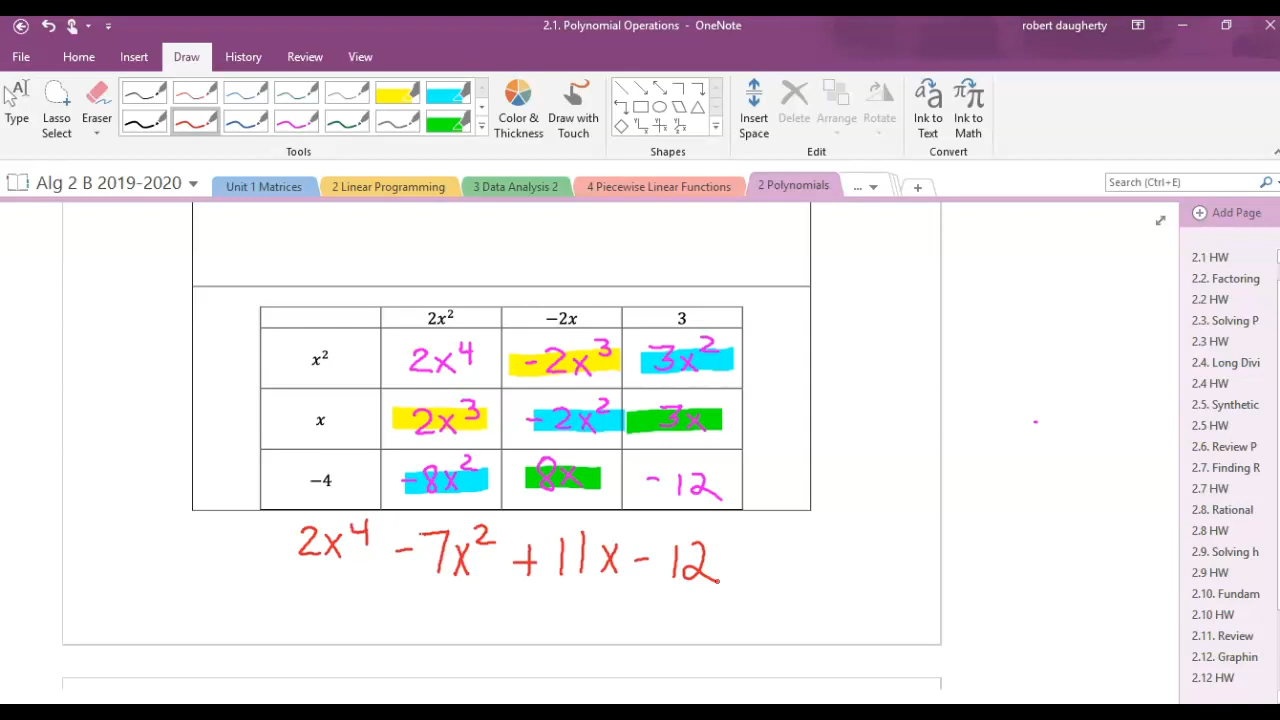 2.1. Polynomial Operations - OneNote
robert daugherty
File Home Insert Draw History Review View
Type
Lasso Select
Eraser
Color & Thickness
Draw with Touch
Insert Space
Delete
Arrange
Rotate
Ink to Text
Ink to Math
Tools
Shapes
Edit
Convert
Alg 2 B 2019-2020
Unit 1 Matrices
2 Linear Programming
3 Data Analysis 2
4 Piecewise Linear Functions
2 Polynomials
...
Search (Ctrl+E)
Add Page
2x² −2x 3
x² 2x⁴ -2x³ 3x²
x 2x³ -2x² 3x
−4 -8x² 8x -12
2x⁴ - 7x² + 11x - 12
2.1 HW
2.2. Factoring
2.2 HW
2.3. Solving P
2.3 HW
2.4. Long Divi
2.4 HW
2.5. Synthetic
2.5 HW
2.6. Review P
2.7. Finding R
2.7 HW
2.8. Rational
2.8 HW
2.9. Solving h
2.9 HW
2.10. Fundam
2.10 HW
2.11. Review
2.12. Graphin
2.12 HW